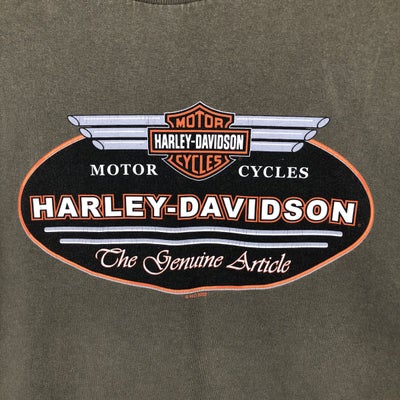 MOTOR
HARLEY-DAVIDSON
CYCLES
MOTOR CYCLES
HARLEY-DAVIDSON
The Genuine Article